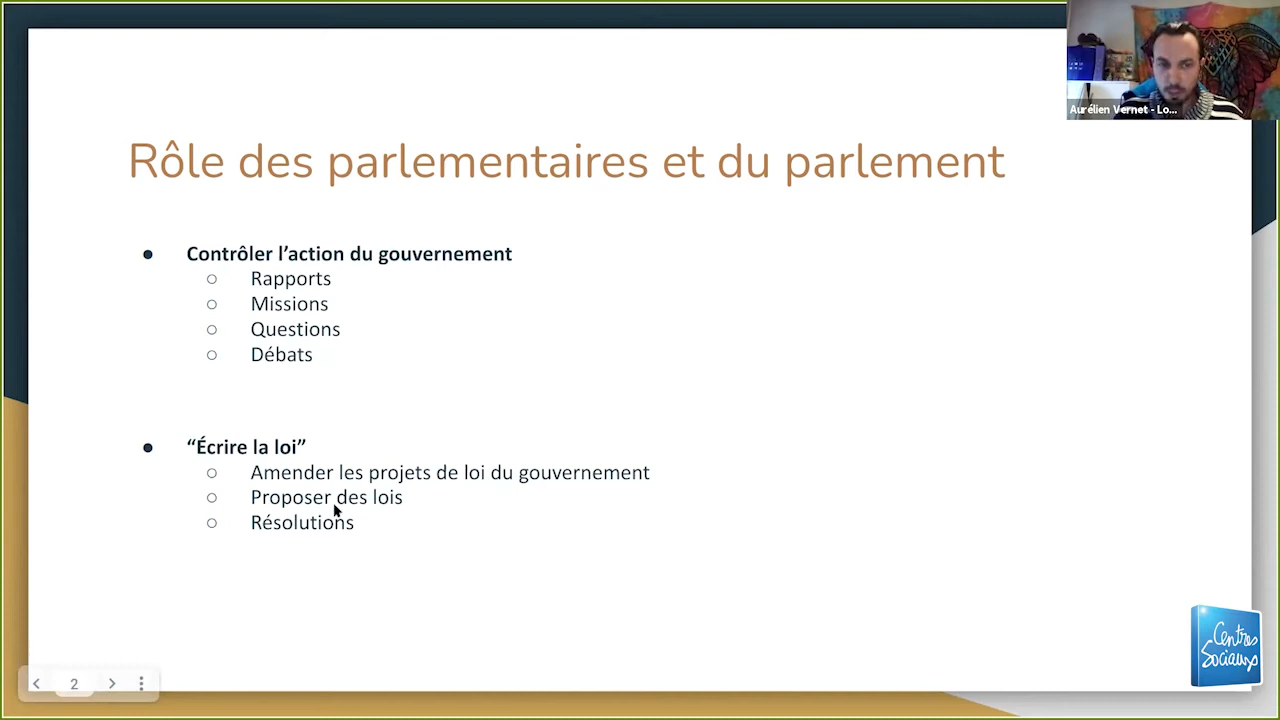 Aurélien Vernet - Lo...
Rôle des parlementaires et du parlement
● Contrôler l’action du gouvernement
○ Rapports
○ Missions
○ Questions
○ Débats
● “Écrire la loi”
○ Amender les projets de loi du gouvernement
○ Proposer des lois
○ Résolutions
Centres
Sociaux
2